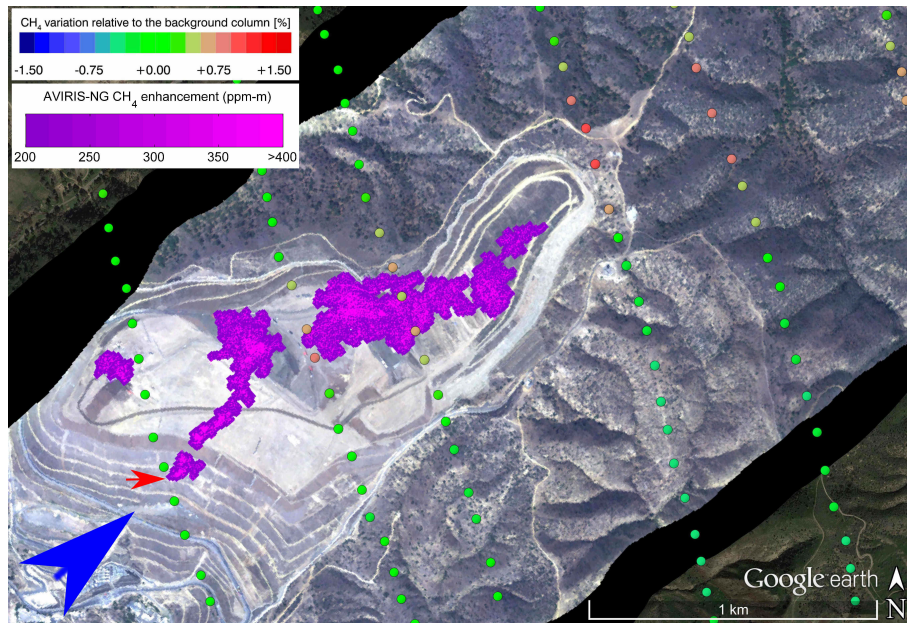 CH4 variation relative to the background column [%]
-1.50 -0.75 +0.00 +0.75 +1.50
AVIRIS-NG CH4 enhancement (ppm-m)
200 250 300 350 >400
Google earth
1 km
N